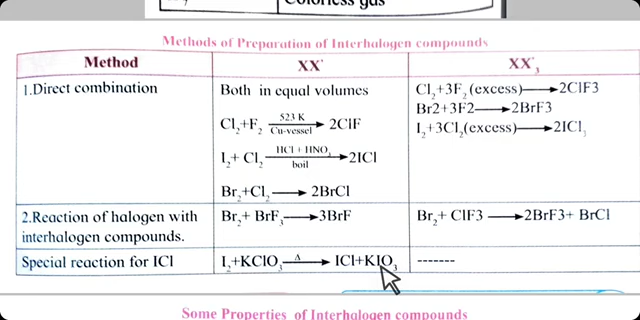 Colorless gas
Methods of Preparation of Interhalogen compounds
Method XX' XX'₃
1.Direct combination Both in equal volumes Cl₂+3F₂(excess)⟶2ClF3
Br2+3F2⟶2BrF3
Cl₂+F₂ 523 K Cu-vessel ⟶ 2ClF I₂+3Cl₂(excess)⟶2ICl₃
I₂+ Cl₂ HCl + HNO₃ boil ⟶2ICl
Br₂+Cl₂⟶ 2BrCl
2.Reaction of halogen with Br₂+ BrF₃⟶3BrF Br₂+ ClF3 ⟶2BrF3+ BrCl
interhalogen compounds.
Special reaction for ICl I₂+KClO₃ Δ⟶ ICl+KIO₃ -------
Some Properties of Interhalogen compounds